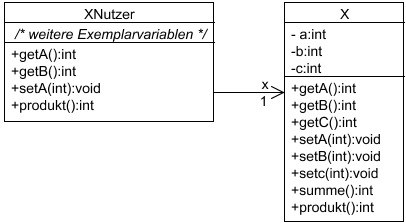 XNutzer
/* weitere Exemplarvariablen */
+getA():int
+getB():int
+setA(int):void
+produkt():int
x
1
X
- a:int
-b:int
-c:int
+getA():int
+getB():int
+getC():int
+setA(int):void
+setB(int):void
+setc(int):void
+summe():int
+produkt():int